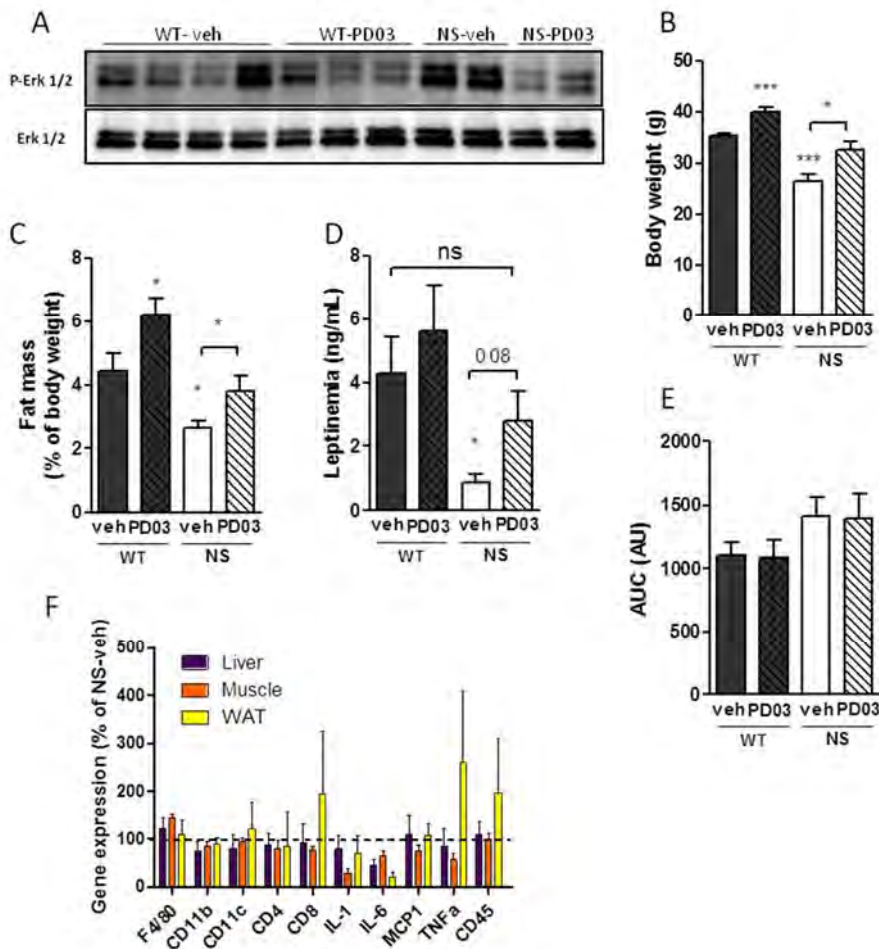 A
WT- veh WT-PD03 NS-veh NS-PD03
P-Erk 1/2
Erk 1/2
B
Body weight (g)
50
40
30
20
10
0
***
***
*
veh PD03 veh PD03
WT NS
C
Fat mass
(% of body weight)
8
6
4
2
0
*
*
*
veh PD03 veh PD03
WT NS
D
Leptinemia (ng/mL)
8
6
4
2
0
ns
0.08
*
veh PD03 veh PD03
WT NS
E
AUC (AU)
2000
1500
1000
500
0
veh PD03 veh PD03
WT NS
F
Gene expression (% of NS-veh)
500
400
300
200
100
0
Liver
Muscle
WAT
F4/80 CD11b CD11c CD4 CD8 IL-1 IL-6 MCP1 TNFa CD45